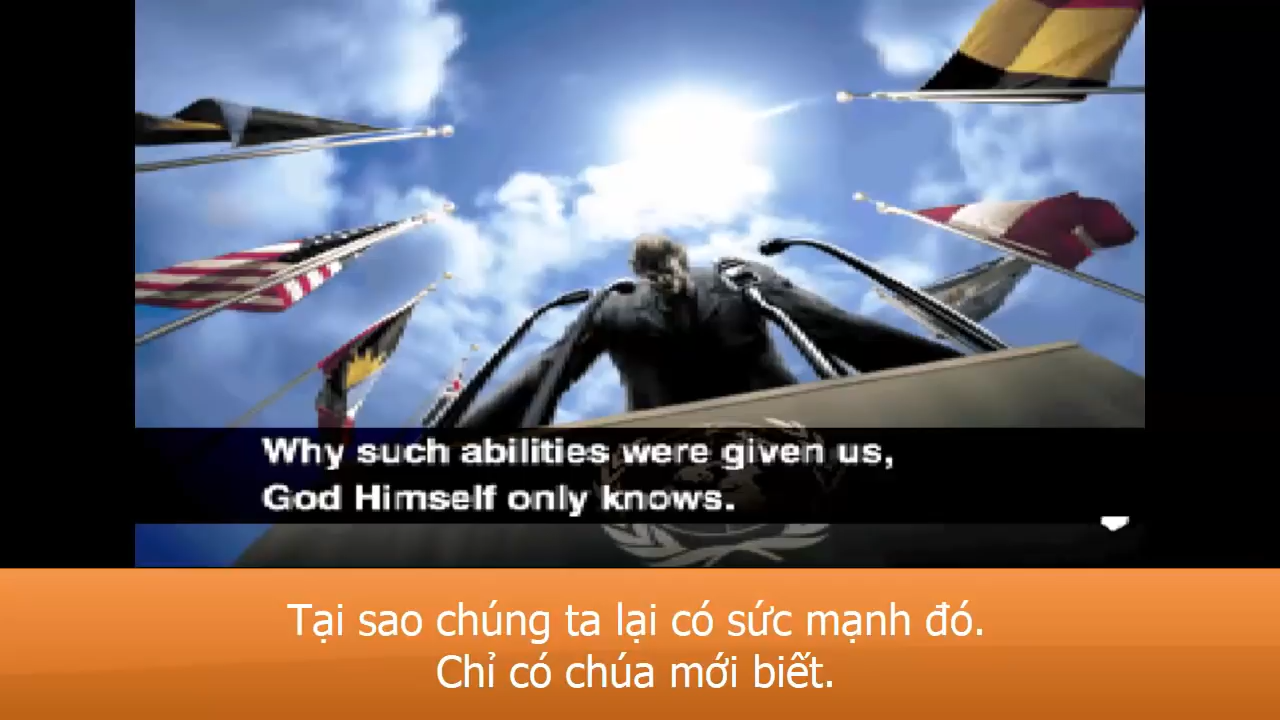 Why such abilities were given us,
God Himself only knows.
Tại sao chúng ta lại có sức mạnh đó.
Chỉ có chúa mới biết.